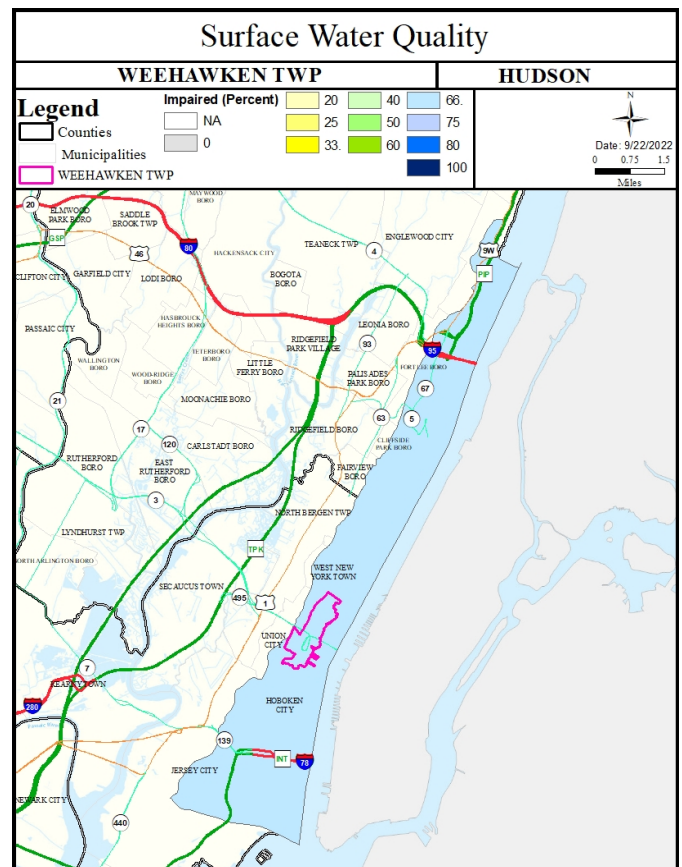 Surface Water Quality
WEEHAWKEN TWP
HUDSON
Legend
Counties
Municipalities
WEEHAWKEN TWP
Impaired (Percent)
NA
0
20
25
33.
40
50
60
66.
75
80
100
N
Date: 9/22/2022
0 0.75 1.5
Miles
MAYWOOD
BORO
20
ELMWOOD
PARK BORO
SADDLE
BROOK TWP
GSP
46
80
HACKENSACK CITY
TEANECK TWP
4
ENGLEWOOD CITY
9W
PIP
CLIFTON CITY
GARFIELD CITY
LODI BORO
BOGOTA
BORO
PASSAIC CITY
HASBROUCK
HEIGHTS BORO
LEONIA BORO
RIDGEFIELD
PARK VILLAGE
93
95
WALLINGTON
BORO
TETERBORO
BORO
LITTLE
FERRY BORO
FORT LEE BORO
WOOD-RIDGE
BORO
PALISADES
PARK BORO
67
21
MOONACHIE BORO
63
5
17
120
CARLSTADT BORO
RIDGEFIELD BORO
CLIFFSIDE
PARK BORO
RUTHERFORD
BORO
EAST
RUTHERFORD
BORO
FAIRVIEW
BORO
3
NORTH BERGEN TWP
LYNDHURST TWP
TPK
NORTH ARLINGTON BORO
WEST NEW
YORK TOWN
SECAUCUS TOWN
495
1
UNION
CITY
7
KEARNY TOWN
280
HOBOKEN
CITY
139
INT
78
JERSEY CITY
NEWARK CITY
440